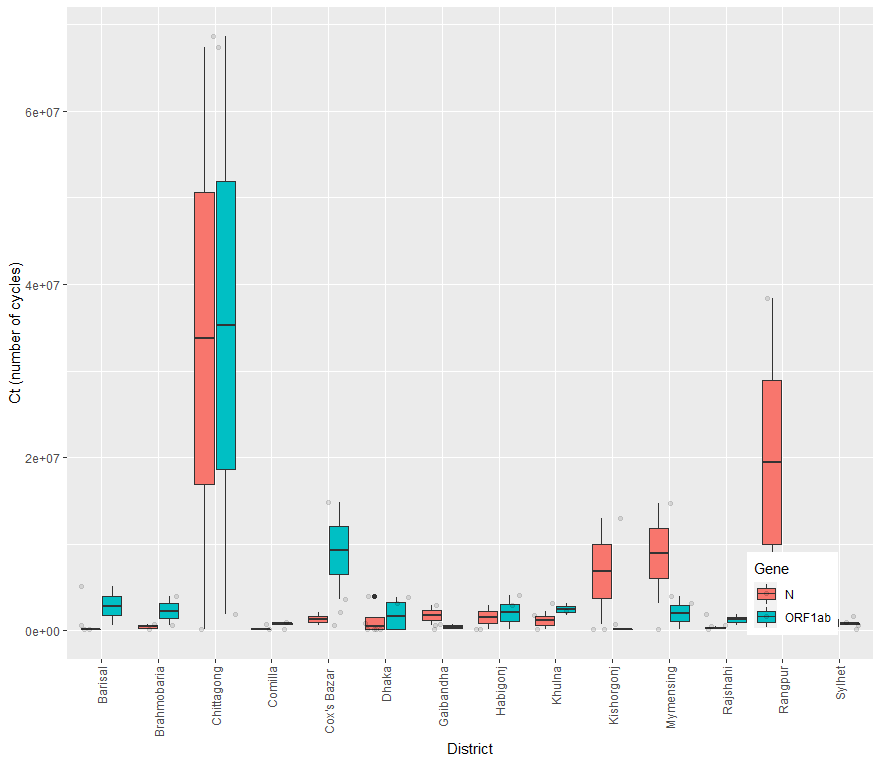 Ct (number of cycles)
6e+07
4e+07
2e+07
0e+00
Gene
N
ORF1ab
Barisal
Brahmobaria
Chittagong
Comilla
Cox's Bazar
Dhaka
Gaibandha
Habigonj
Khulna
Kishorgonj
Mymensing
Rajshahi
Rangpur
Sylhet
District